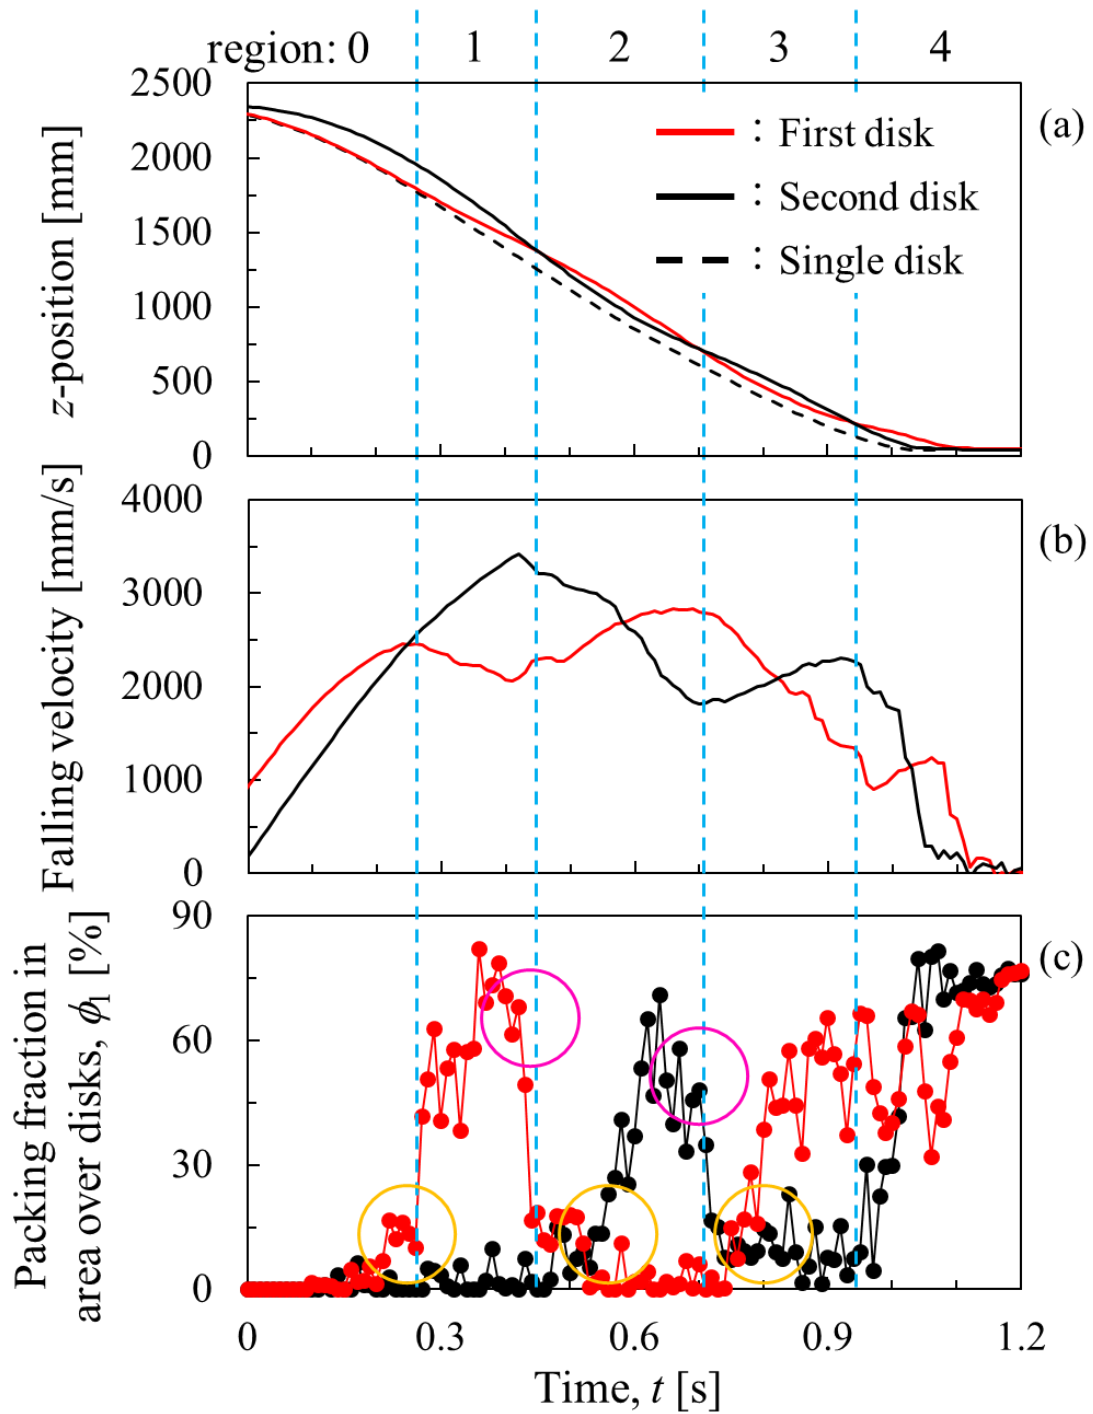 region: 0 1 2 3 4
(a)
z-position [mm]
2500
2000
1500
1000
500
0
: First disk
: Second disk
: Single disk
(b)
Falling velocity [mm/s]
4000
3000
2000
1000
0
(c)
Packing fraction in
area over disks, ϕ₁ [%]
90
60
30
0
0 0.3 0.6 0.9 1.2
Time, t [s]